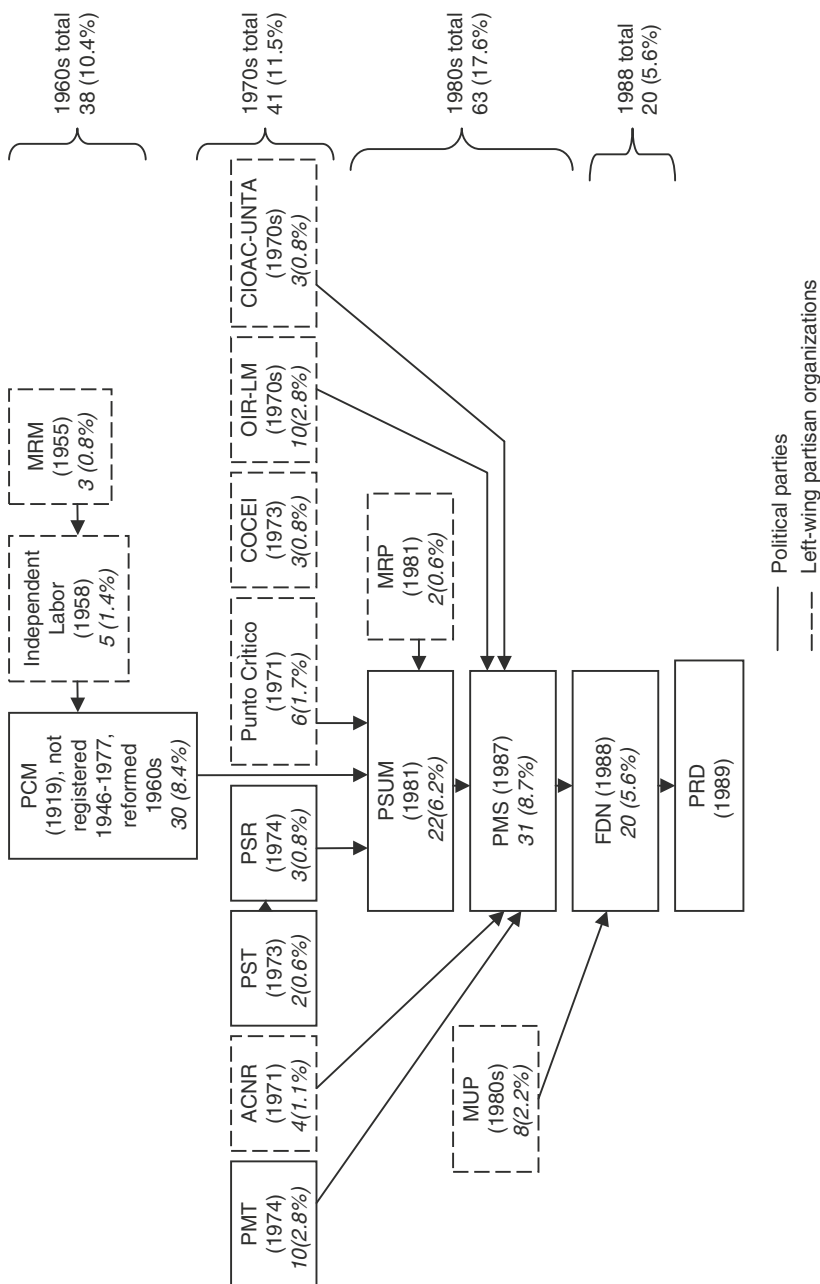 MRM
(1955)
3 (0.8%)
Independent
Labor
(1958)
5 (1.4%)
PCM
(1919), not
registered
1946-1977,
reformed
1960s
30 (8.4%)
1960s total
38 (10.4%)
PMT
(1974)
10(2.8%)
ACNR
(1971)
4(1.1%)
PST
(1973)
2(0.6%)
PSR
(1974)
3(0.8%)
Punto Crìtico
(1971)
6(1.7%)
COCEI
(1973)
3(0.8%)
OIR-LM
(1970s)
10(2.8%)
CIOAC-UNTA
(1970s)
3(0.8%)
1970s total
41 (11.5%)
PSUM
(1981)
22(6.2%)
MRP
(1981)
2(0.6%)
PMS (1987)
31 (8.7%)
1980s total
63 (17.6%)
MUP
(1980s)
8(2.2%)
FDN (1988)
20 (5.6%)
1988 total
20 (5.6%)
PRD
(1989)
Political parties
Left-wing partisan organizations